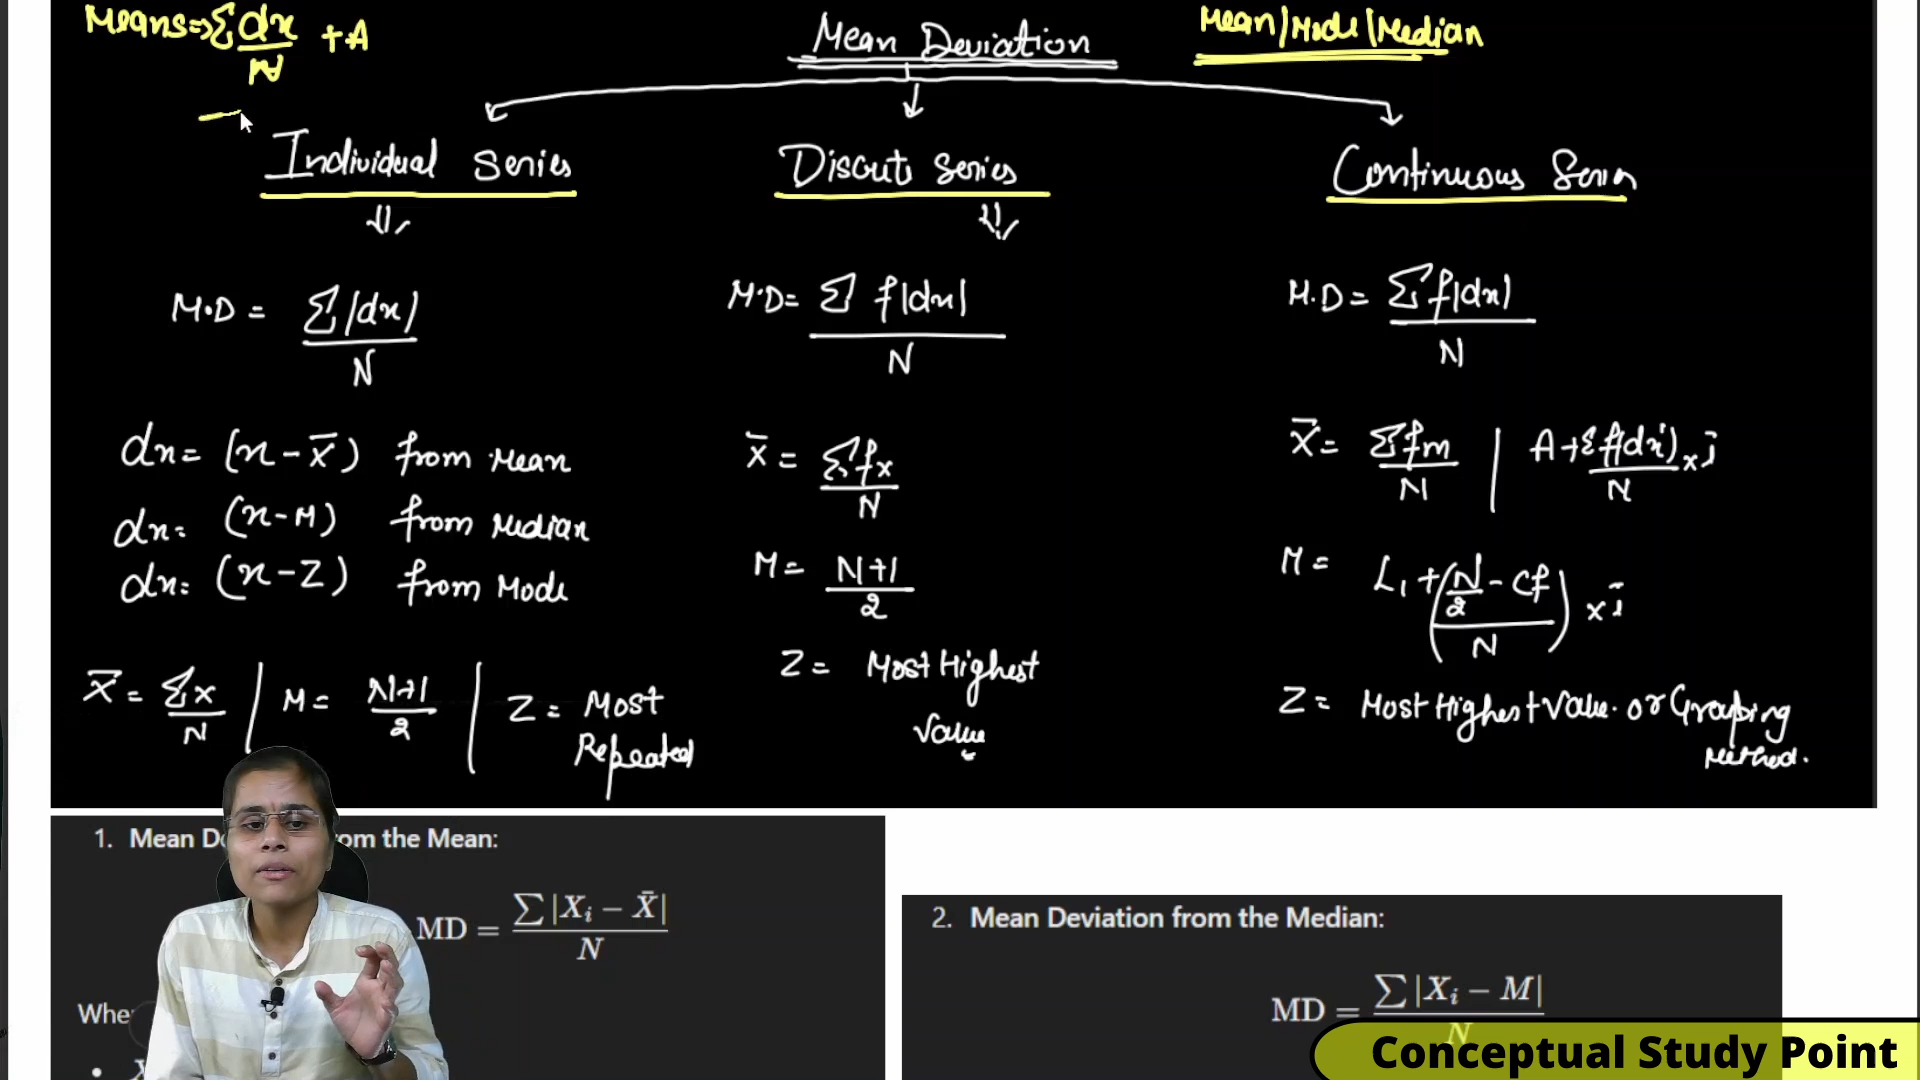 Means⇒ Σdx/N + A
Mean Deviation
Mean/Mode/Median
Individual Series
Discrete Series
Continuous Series
M.D = Σ|dx|/N
M.D = Σ f|dx|/N
M.D = Σf|dx|/N
dx = (x - X̄) from Mean
dx = (x - M) from Median
dx = (x - Z) from Mode
X̄ = Σx/N | M = N+1/2 | Z = Most Repeated
X̄ = Σfx/N
M = N+1/2
Z = Most Highest Value
X̄ = Σfm/N | A+Σf(dx')/N x i
M = L₁ + (N/2 - Cf / N) x i
Z = Most Highest Value or Grouping Method.
1. Mean De om the Mean:
MD = Σ|Xᵢ − X̄|/N
Whe
2. Mean Deviation from the Median:
MD = Σ|Xᵢ − M|/N
Conceptual Study Point